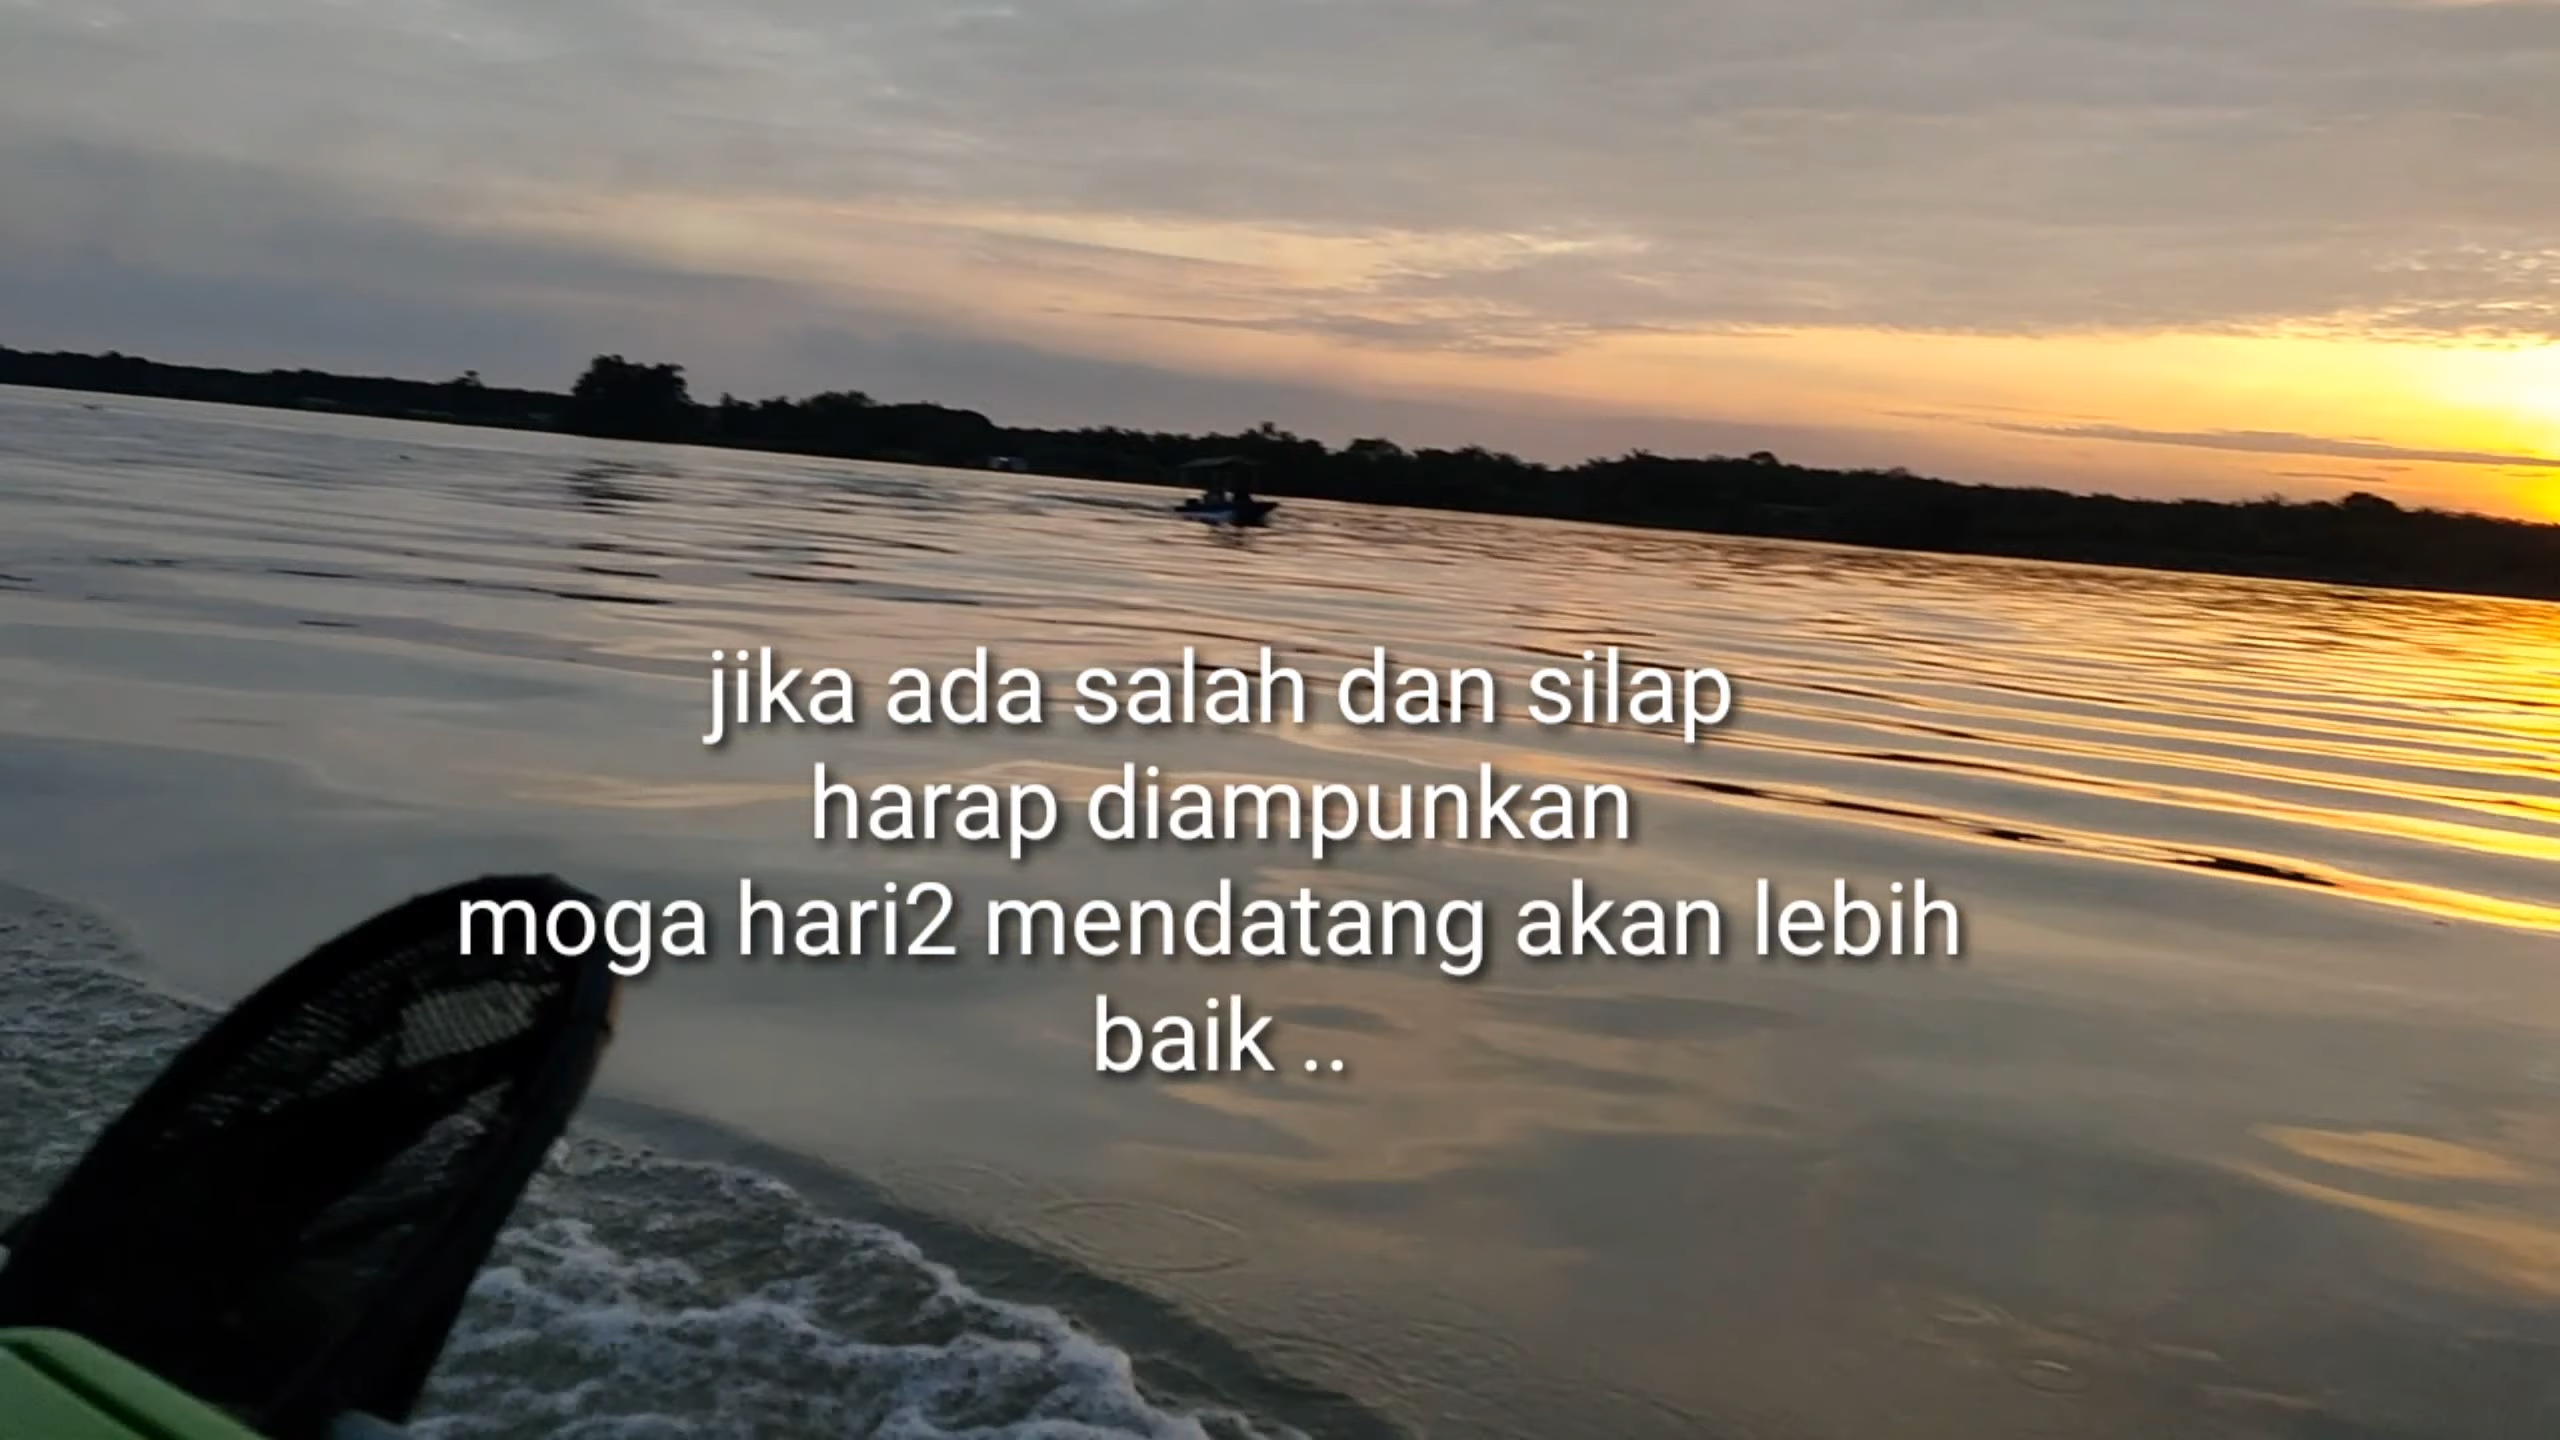 jika ada salah dan silap
harap diampunkan
moga hari2 mendatang akan lebih
baik ..